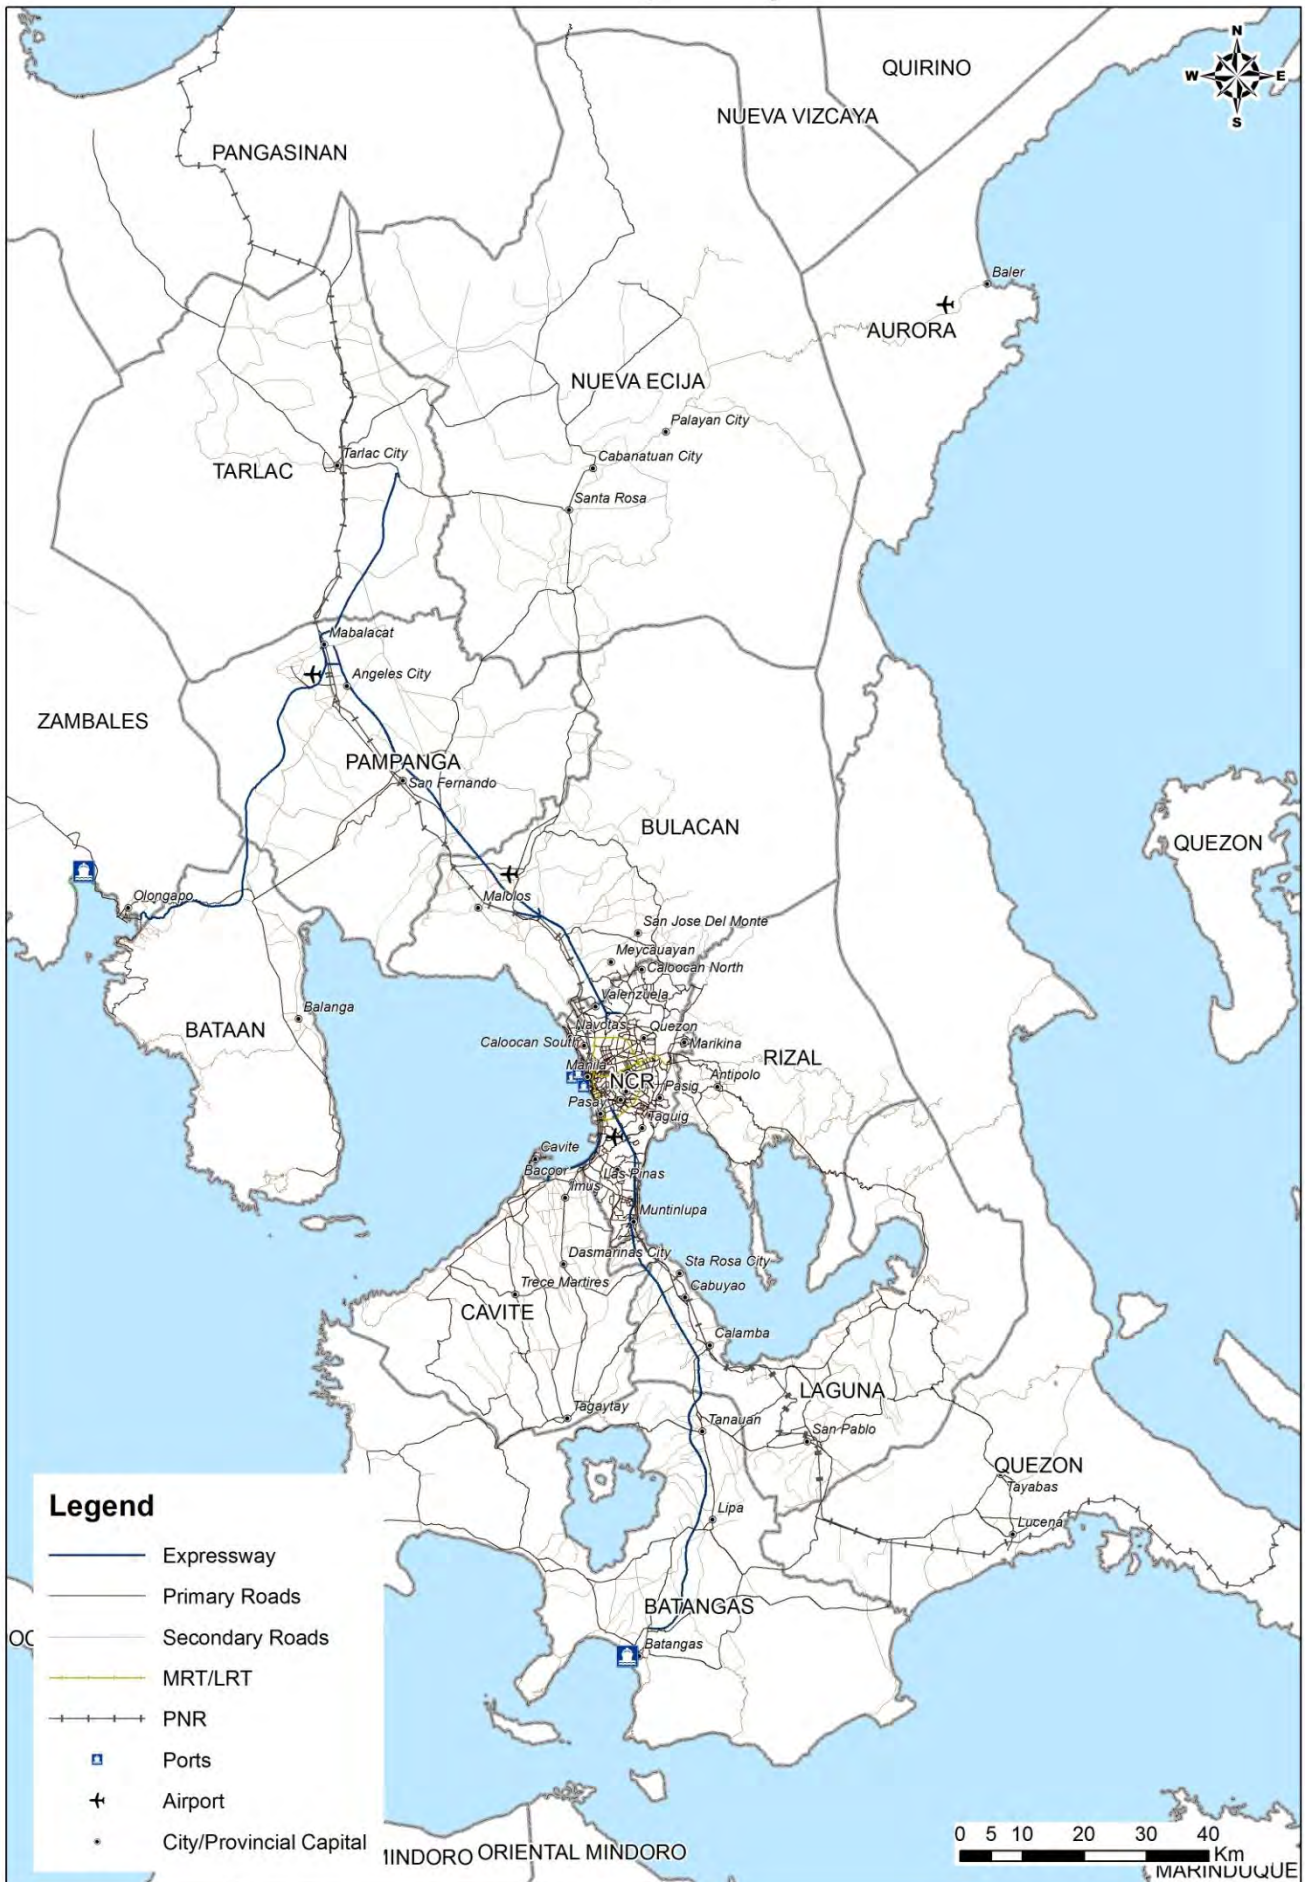 N
QUIRINO
W
E
NUEVA VIZCAYA
S
PANGASINAN
Baler
AURORA
NUEVA ECIJA
Palayan City
Tarlac City
Cabanatuan City
TARLAC
Santa Rosa
Mabalacat
Angeles City
ZAMBALES
PAMPANGA
San Fernando
BULACAN
QUEZON
Olongapo
Malolos
San Jose Del Monte
Meycauayan
Caloocan North
Valenzuela
Balanga
Navotas
Quezon
BATAAN
Caloocan South
Marikina
RIZAL
Manila
Antipolo
NCR
Pasig
Pasay
Taguig
Cavite
Bacoor
Las Pinas
Imus
Muntinlupa
Dasmarinas City
Sta Rosa City
Trece Martires
Cabuyao
CAVITE
Calamba
LAGUNA
Tagaytay
Tanauan
San Pablo
QUEZON
Tayabas
Legend
Lipa
Lucena
Expressway
Primary Roads
BATANGAS
Secondary Roads
OC
Batangas
MRT/LRT
PNR
Ports
Airport
City/Provincial Capital
0 5 10 20 30 40
Km
MINDORO
ORIENTAL MINDORO
MARINDUQUE